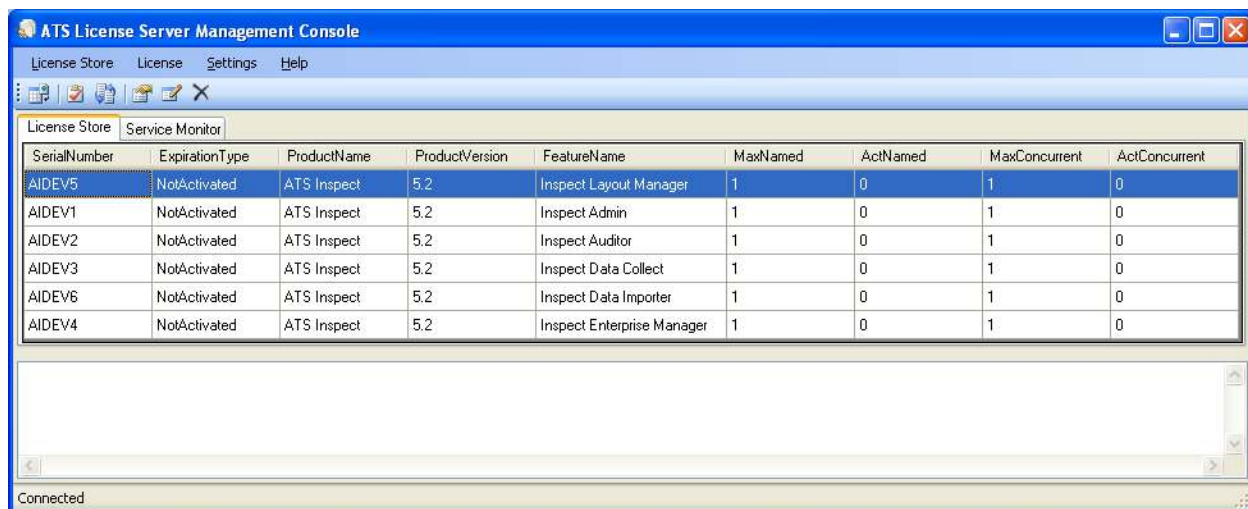 ATS License Server Management Console
License Store License Settings Help
License Store Service Monitor
SerialNumber ExpirationType ProductName ProductVersion FeatureName MaxNamed ActNamed MaxConcurrent ActConcurrent
AIDEV5 NotActivated ATS Inspect 5.2 Inspect Layout Manager 1 0 1 0
AIDEV1 NotActivated ATS Inspect 5.2 Inspect Admin 1 0 1 0
AIDEV2 NotActivated ATS Inspect 5.2 Inspect Auditor 1 0 1 0
AIDEV3 NotActivated ATS Inspect 5.2 Inspect Data Collect 1 0 1 0
AIDEV6 NotActivated ATS Inspect 5.2 Inspect Data Importer 1 0 1 0
AIDEV4 NotActivated ATS Inspect 5.2 Inspect Enterprise Manager 1 0 1 0
Connected